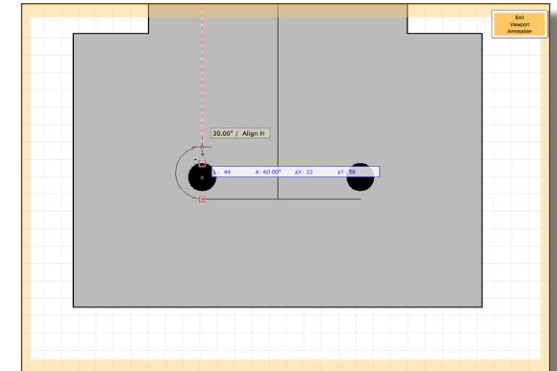 Exit
Viewport
Annotation
30.00° / Align H
L: 44 A: 60.00° ΔX: 22 ΔY: 38